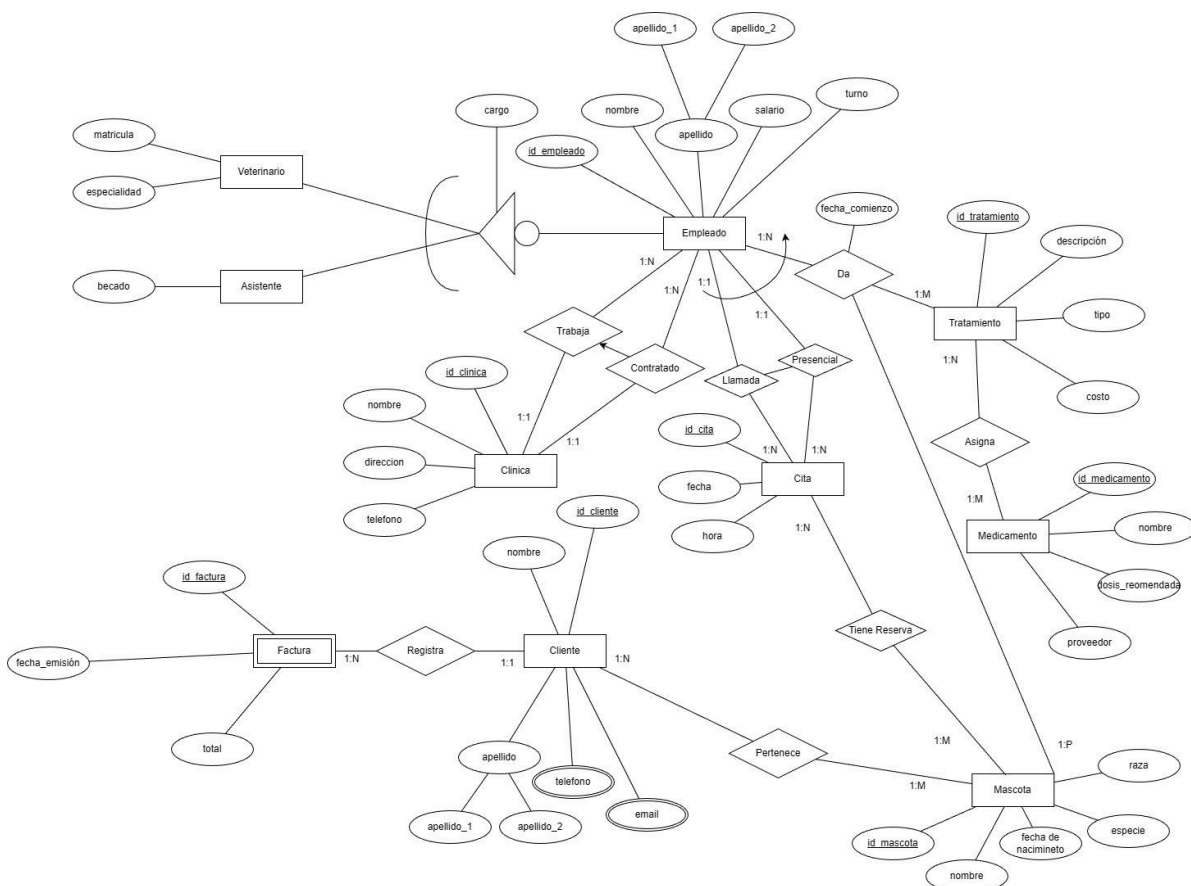 apellido_1
apellido_2
cargo
nombre
salario
turno
matricula
id_empleado
apellido
Veterinario
especialidad
fecha_comienzo
id_tratamiento
Empleado
1:N
descripción
1:N
1:N
1:1
Da
becado
Asistente
1:M
Trabaja
1:1
Tratamiento
tipo
Presencial
id_clinica
Contratado
Llamada
1:N
nombre
costo
1:1
id_cita
1:1
Asigna
direccion
Clinica
1:N
1:N
Cita
id_medicamento
fecha
1:M
telefono
id_cliente
1:N
nombre
hora
Medicamento
nombre
id_factura
dosis_reomendada
Tiene Reserva
proveedor
Factura
Registra
Cliente
fecha_emisión
1:N
1:1
1:N
total
1:M
1:P
apellido
Pertenece
raza
telefono
1:M
Mascota
apellido_1
apellido_2
email
especie
id_mascota
fecha de
nacimineto
nombre